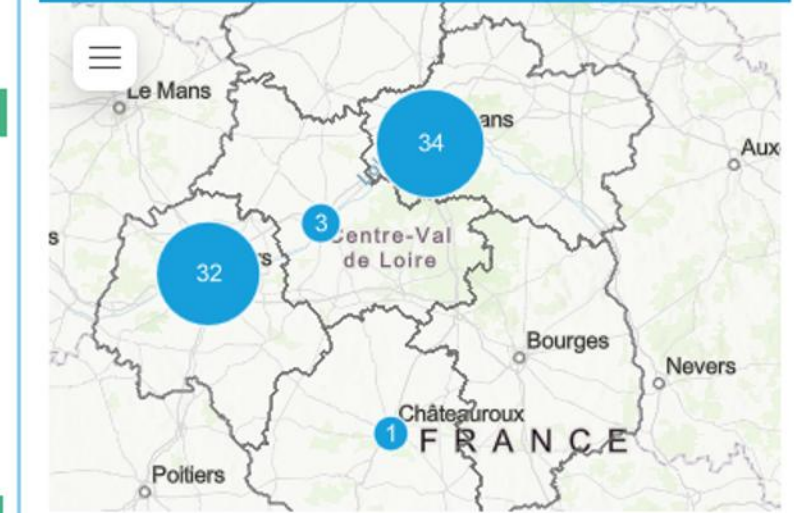 Le Mans
ans
34
Aux
3
Centre-Val
de Loire
s
rs
32
Bourges
Nevers
Châteauroux
1
FRANCE
Poitiers